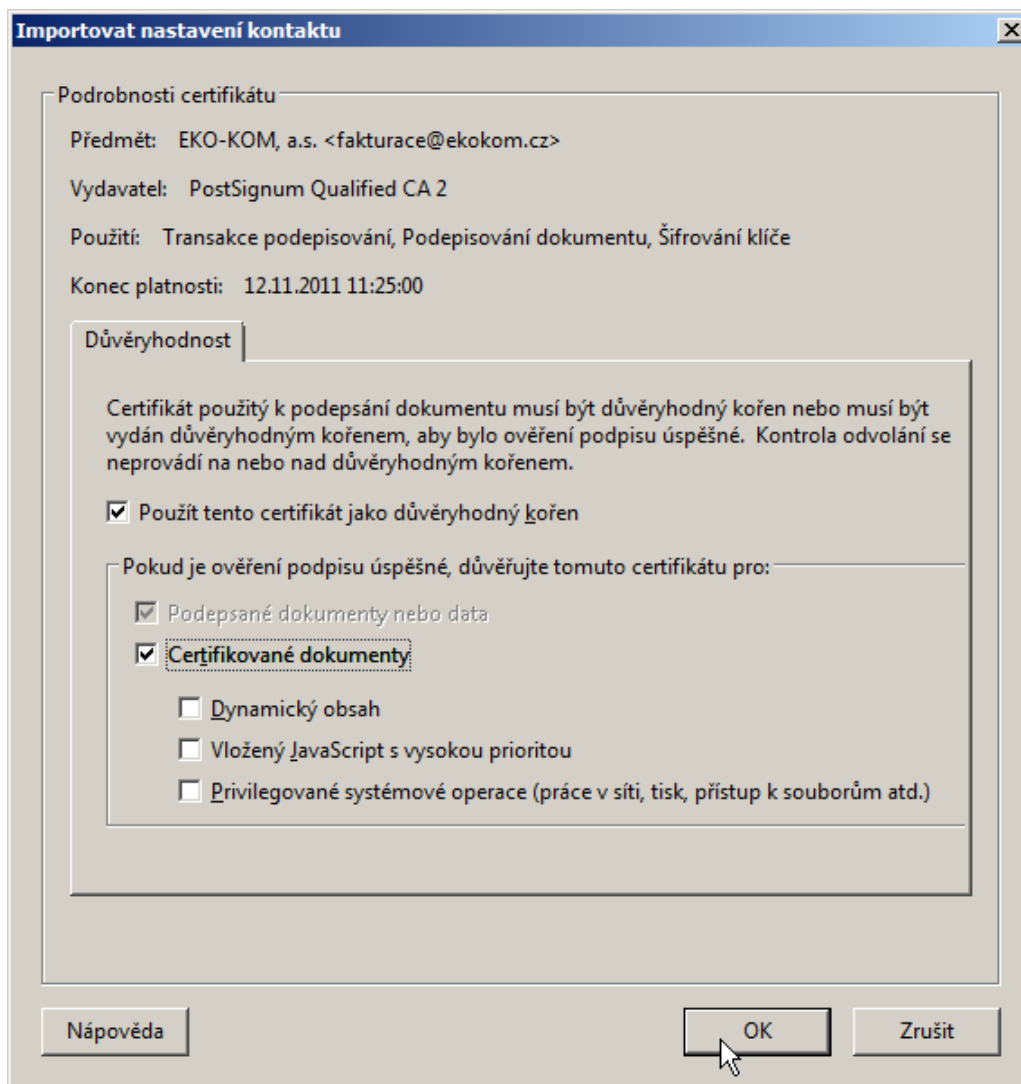 Importovat nastavení kontaktu
Podrobnosti certifikátu
Předmět: EKO-KOM, a.s. <fakturace@ekokom.cz>
Vydavatel: PostSignum Qualified CA 2
Použití: Transakce podepisování, Podepisování dokumentu, Šifrování klíče
Konec platnosti: 12.11.2011 11:25:00
Důvěryhodnost
Certifikát použitý k podepsání dokumentu musí být důvěryhodný kořen nebo musí být
vydán důvěryhodným kořenem, aby bylo ověření podpisu úspěšné. Kontrola odvolání se
neprovádí na nebo nad důvěryhodným kořenem.
Použít tento certifikát jako důvěryhodný kořen
Pokud je ověření podpisu úspěšné, důvěřujte tomuto certifikátu pro:
Podepsané dokumenty nebo data
Certifikované dokumenty
Dynamický obsah
Vložený JavaScript s vysokou prioritou
Privilegované systémové operace (práce v síti, tisk, přístup k souborům atd.)
Nápověda OK Zrušit